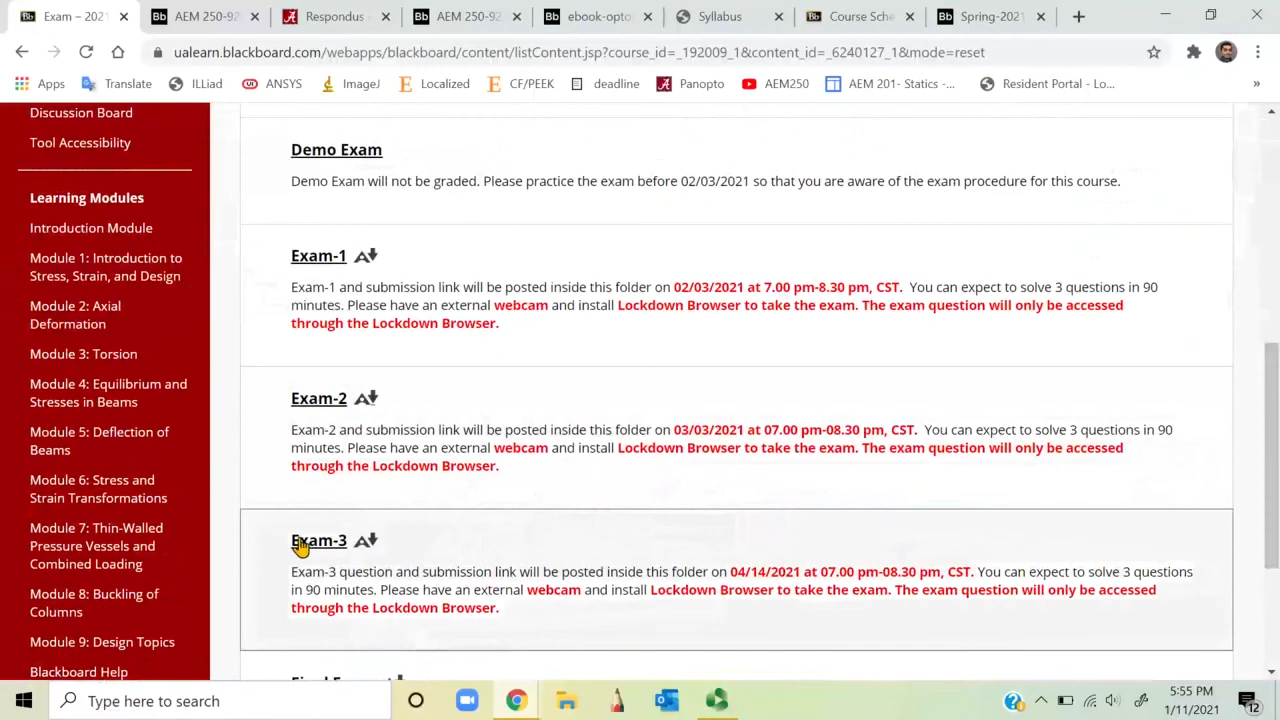 Exam – 2021
AEM 250-92
Respondus
AEM 250-92
ebook-opto
Syllabus
Course Sche
Spring-2021
ualearn.blackboard.com/webapps/blackboard/content/listContent.jsp?course_id=_192009_1&content_id=_6240127_1&mode=reset
Apps
Translate
ILLiad
ANSYS
ImageJ
Localized
CF/PEEK
deadline
Panopto
AEM250
AEM 201- Statics -...
Resident Portal - Lo...
»
Discussion Board
Tool Accessibility
Learning Modules
Introduction Module
Module 1: Introduction to
Stress, Strain, and Design
Module 2: Axial
Deformation
Module 3: Torsion
Module 4: Equilibrium and
Stresses in Beams
Module 5: Deflection of
Beams
Module 6: Stress and
Strain Transformations
Module 7: Thin-Walled
Pressure Vessels and
Combined Loading
Module 8: Buckling of
Columns
Module 9: Design Topics
Blackboard Help
Demo Exam
Demo Exam will not be graded. Please practice the exam before 02/03/2021 so that you are aware of the exam procedure for this course.
Exam-1
Exam-1 and submission link will be posted inside this folder on 02/03/2021 at 7.00 pm-8.30 pm, CST. You can expect to solve 3 questions in 90
minutes. Please have an external webcam and install Lockdown Browser to take the exam. The exam question will only be accessed
through the Lockdown Browser.
Exam-2
Exam-2 and submission link will be posted inside this folder on 03/03/2021 at 07.00 pm-08.30 pm, CST. You can expect to solve 3 questions in 90
minutes. Please have an external webcam and install Lockdown Browser to take the exam. The exam question will only be accessed
through the Lockdown Browser.
Exam-3
Exam-3 question and submission link will be posted inside this folder on 04/14/2021 at 07.00 pm-08.30 pm, CST. You can expect to solve 3 questions
in 90 minutes. Please have an external webcam and install Lockdown Browser to take the exam. The exam question will only be accessed
through the Lockdown Browser.
Type here to search
5:55 PM
1/11/2021
12